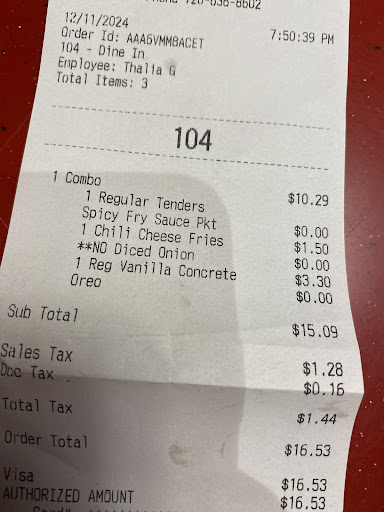 720-636-8602
12/11/2024 7:50:39 PM
Order Id: AAA6VMM8ACET
104 - Dine In
Employee: Thalia G
Total Items: 3
104
1 Combo $10.29
1 Regular Tenders
Spicy Fry Sauce Pkt $0.00
1 Chili Cheese Fries $1.50
**NO Diced Onion $0.00
1 Reg Vanilla Concrete $3.30
Oreo $0.00
Sub Total $15.09
Sales Tax $1.28
Doc Tax $0.16
Total Tax $1.44
Order Total $16.53
Visa $16.53
AUTHORIZED AMOUNT $16.53